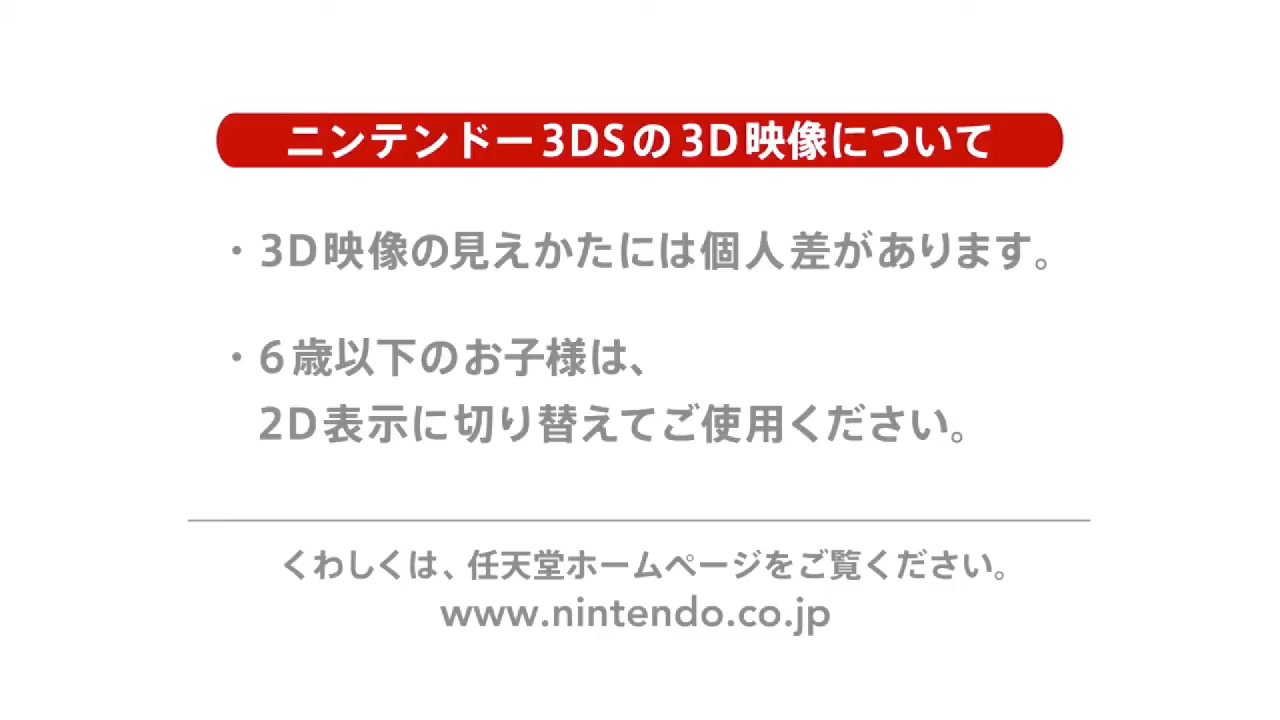 ニンテンドー3DSの3D映像について
・3D映像の見えかたには個人差があります。
・6歳以下のお子様は、
2D表示に切り替えてご使用ください。
くわしくは、任天堂ホームページをご覧ください。
www.nintendo.co.jp